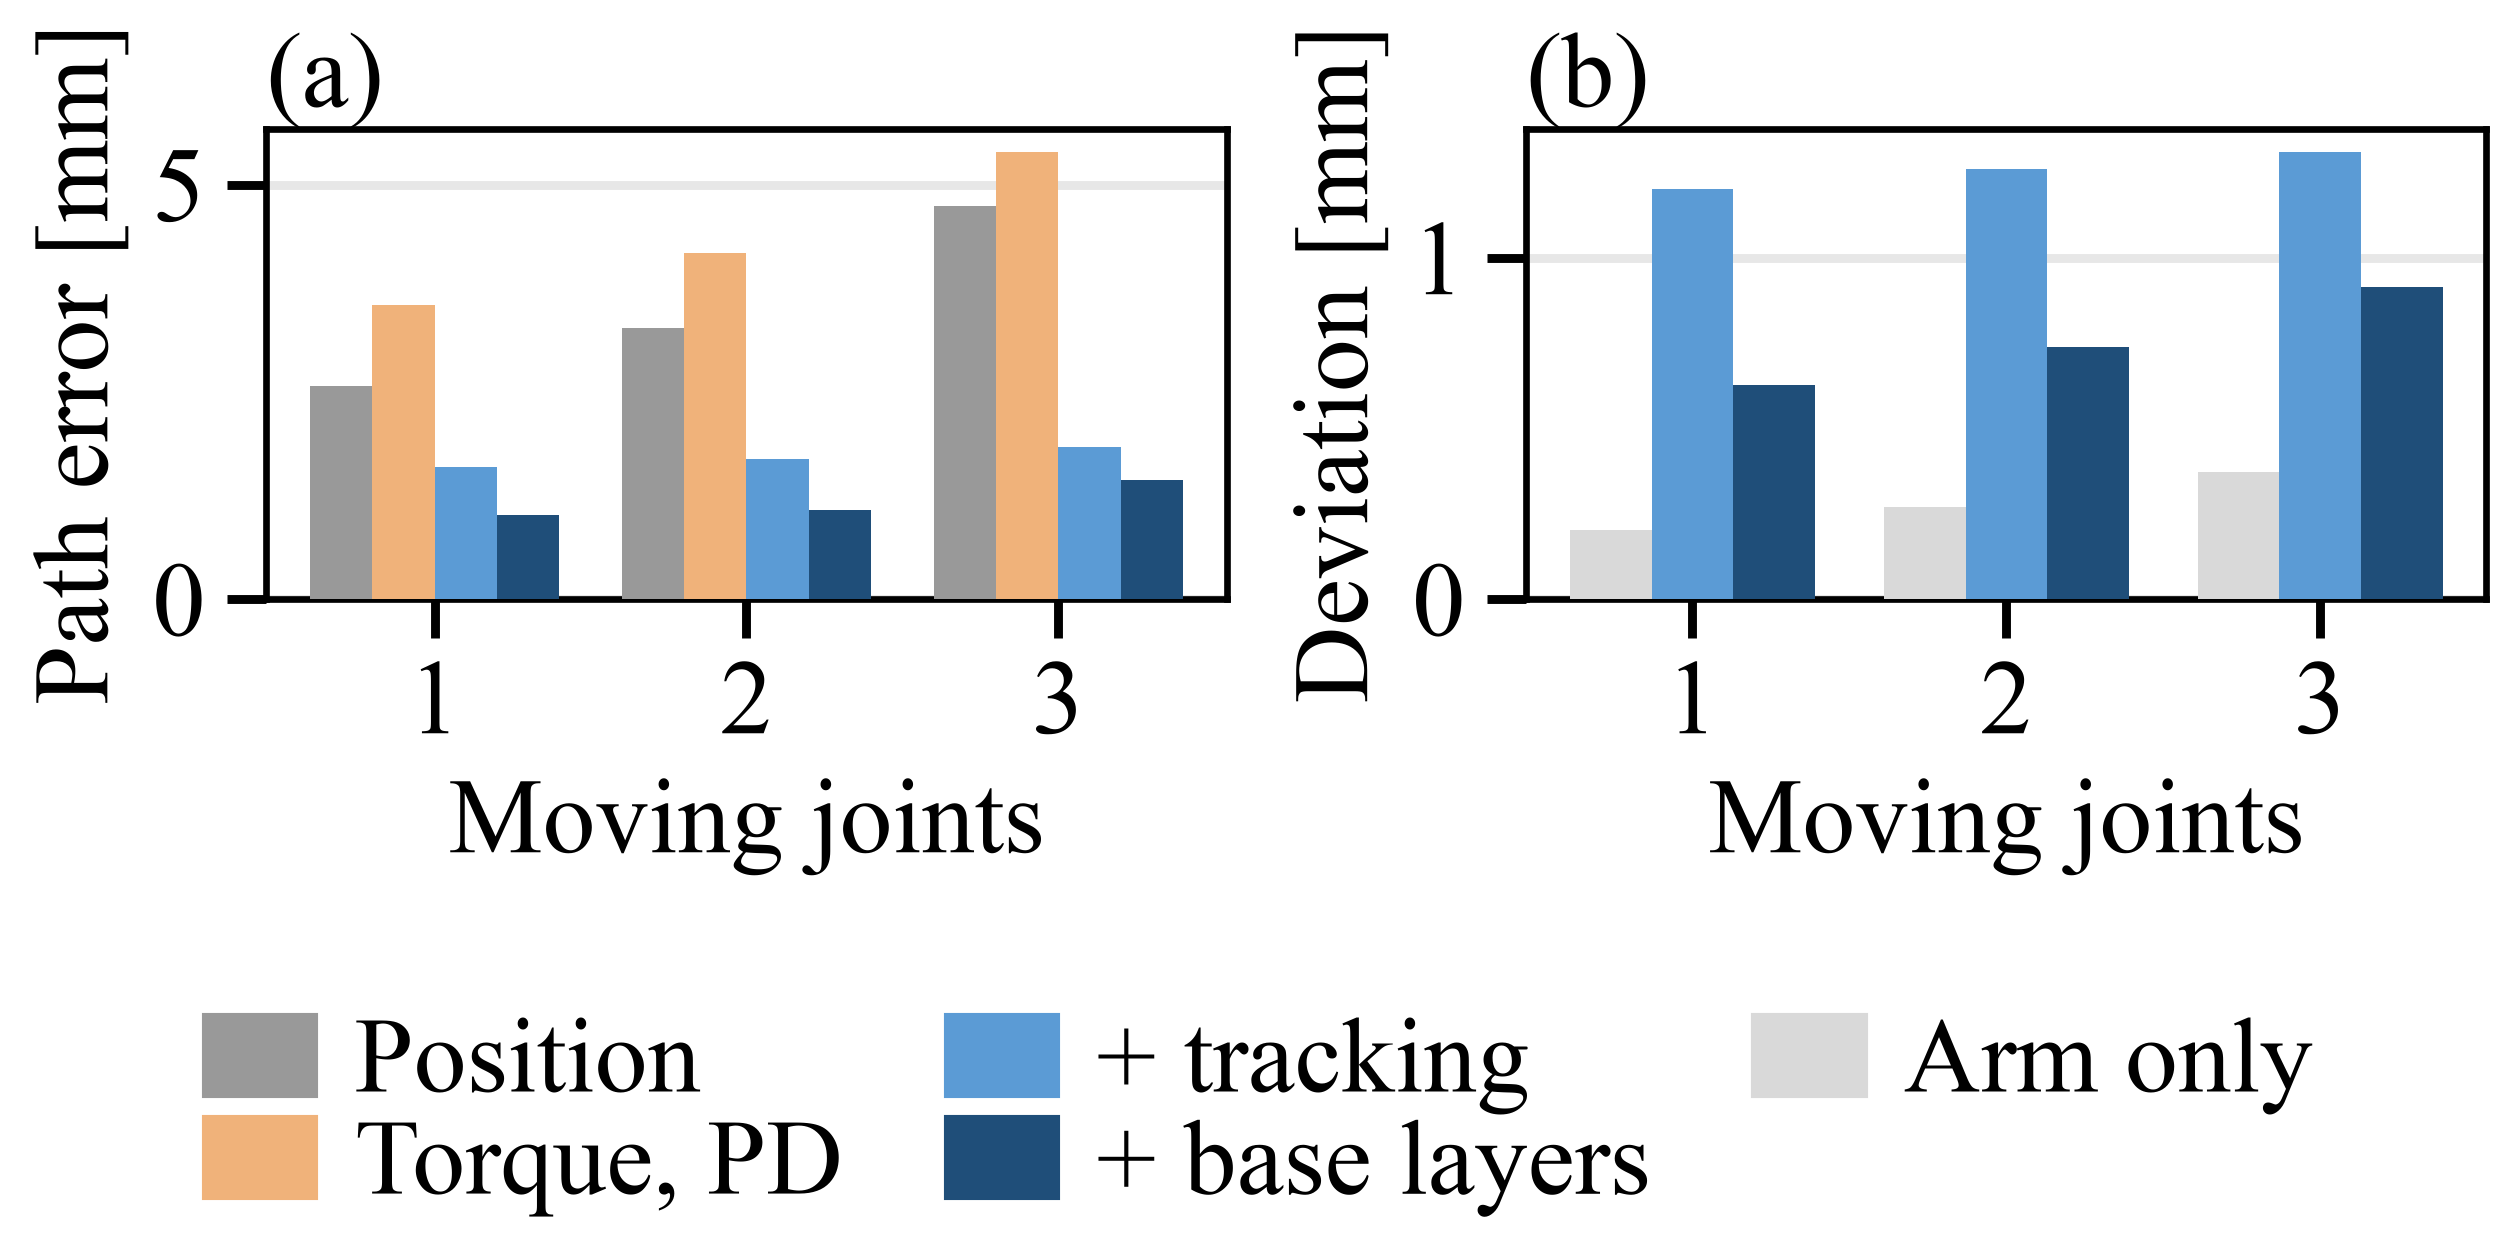 (a)
Path error [mm]
5
0
1 2 3
Moving joints
(b)
Deviation [mm]
1
0
1 2 3
Moving joints
Position
Torque, PD
+ tracking
+ base layers
Arm only